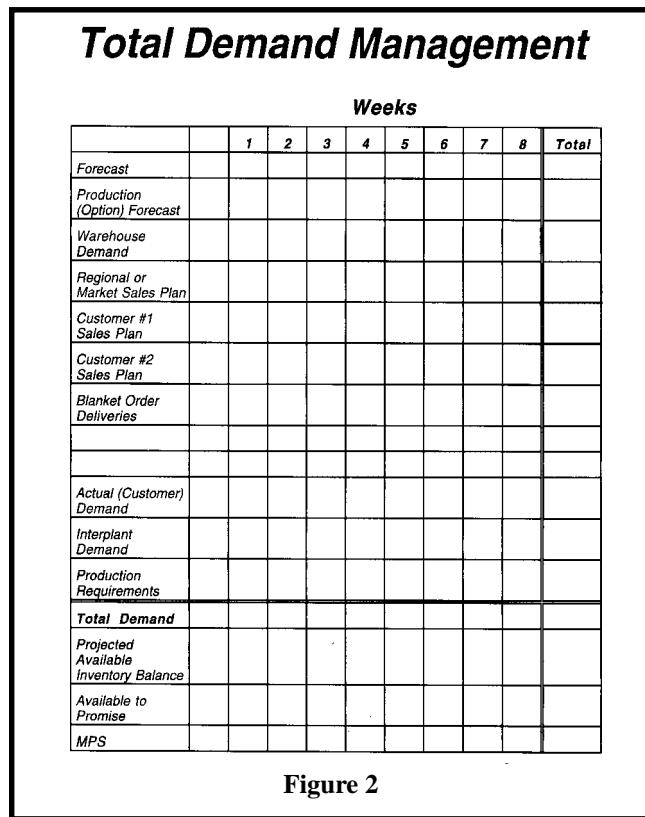 Total Demand Management
Weeks
1 2 3 4 5 6 7 8 Total
Forecast
Production
(Option) Forecast
Warehouse
Demand
Regional or
Market Sales Plan
Customer #1
Sales Plan
Customer #2
Sales Plan
Blanket Order
Deliveries
Actual (Customer)
Demand
Interplant
Demand
Production
Requirements
Total Demand
Projected
Available
Inventory Balance
Available to
Promise
MPS
Figure 2